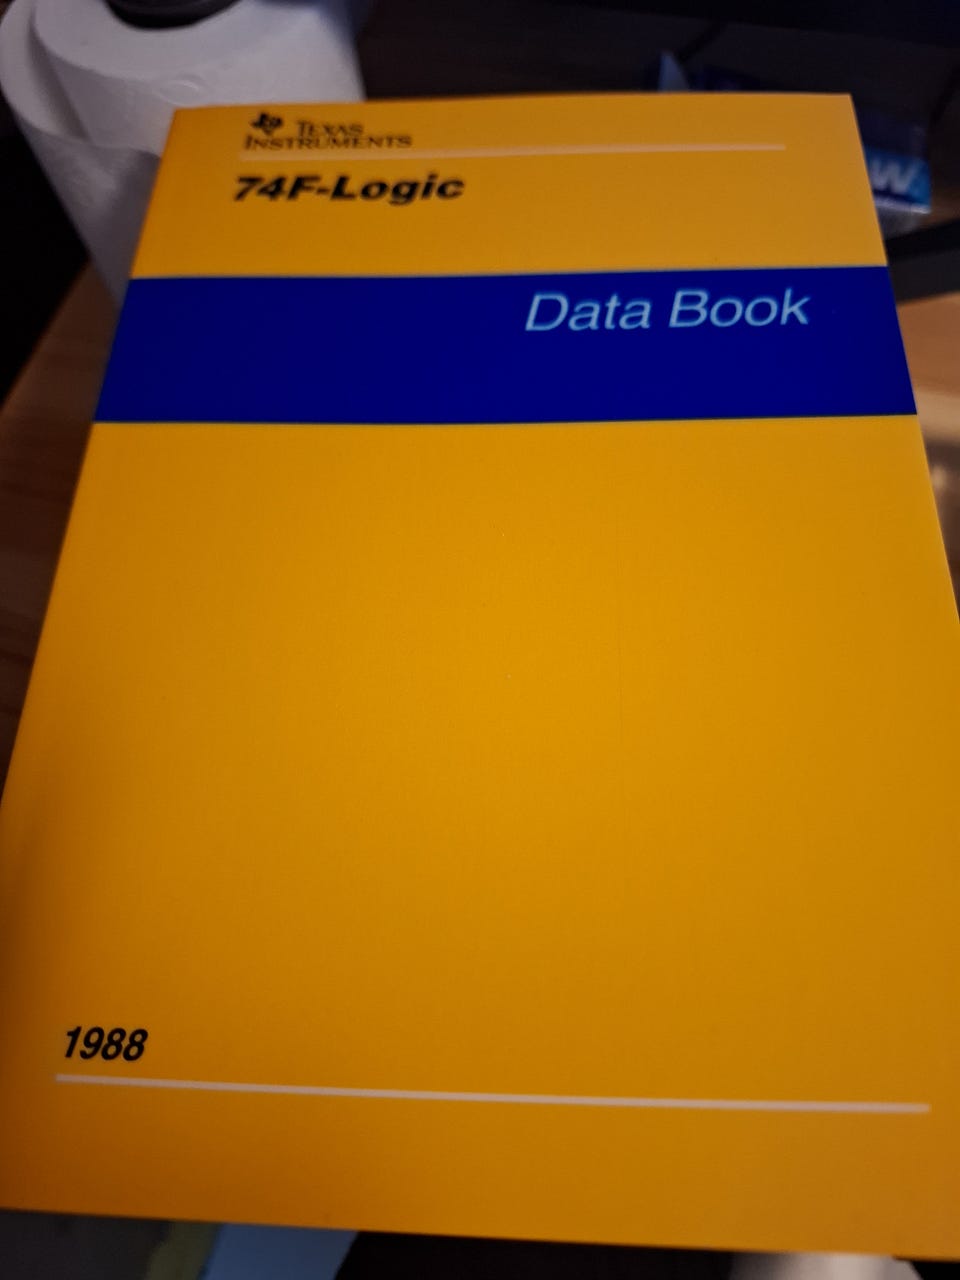 TEXAS
INSTRUMENTS
74F-Logic
Data Book
1988